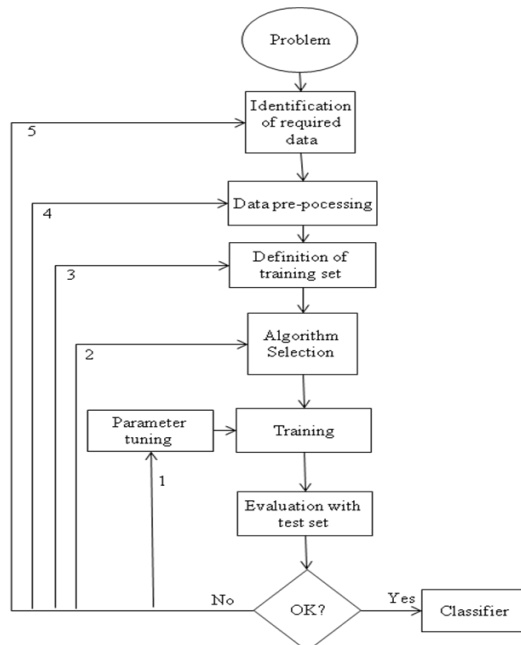 Problem
Identification
of required
data
5
Data pre-pocessing
4
Definition of
training set
3
Algorithm
Selection
2
Parameter
tuning
Training
1
Evaluation with
test set
No
OK?
Yes
Classifier